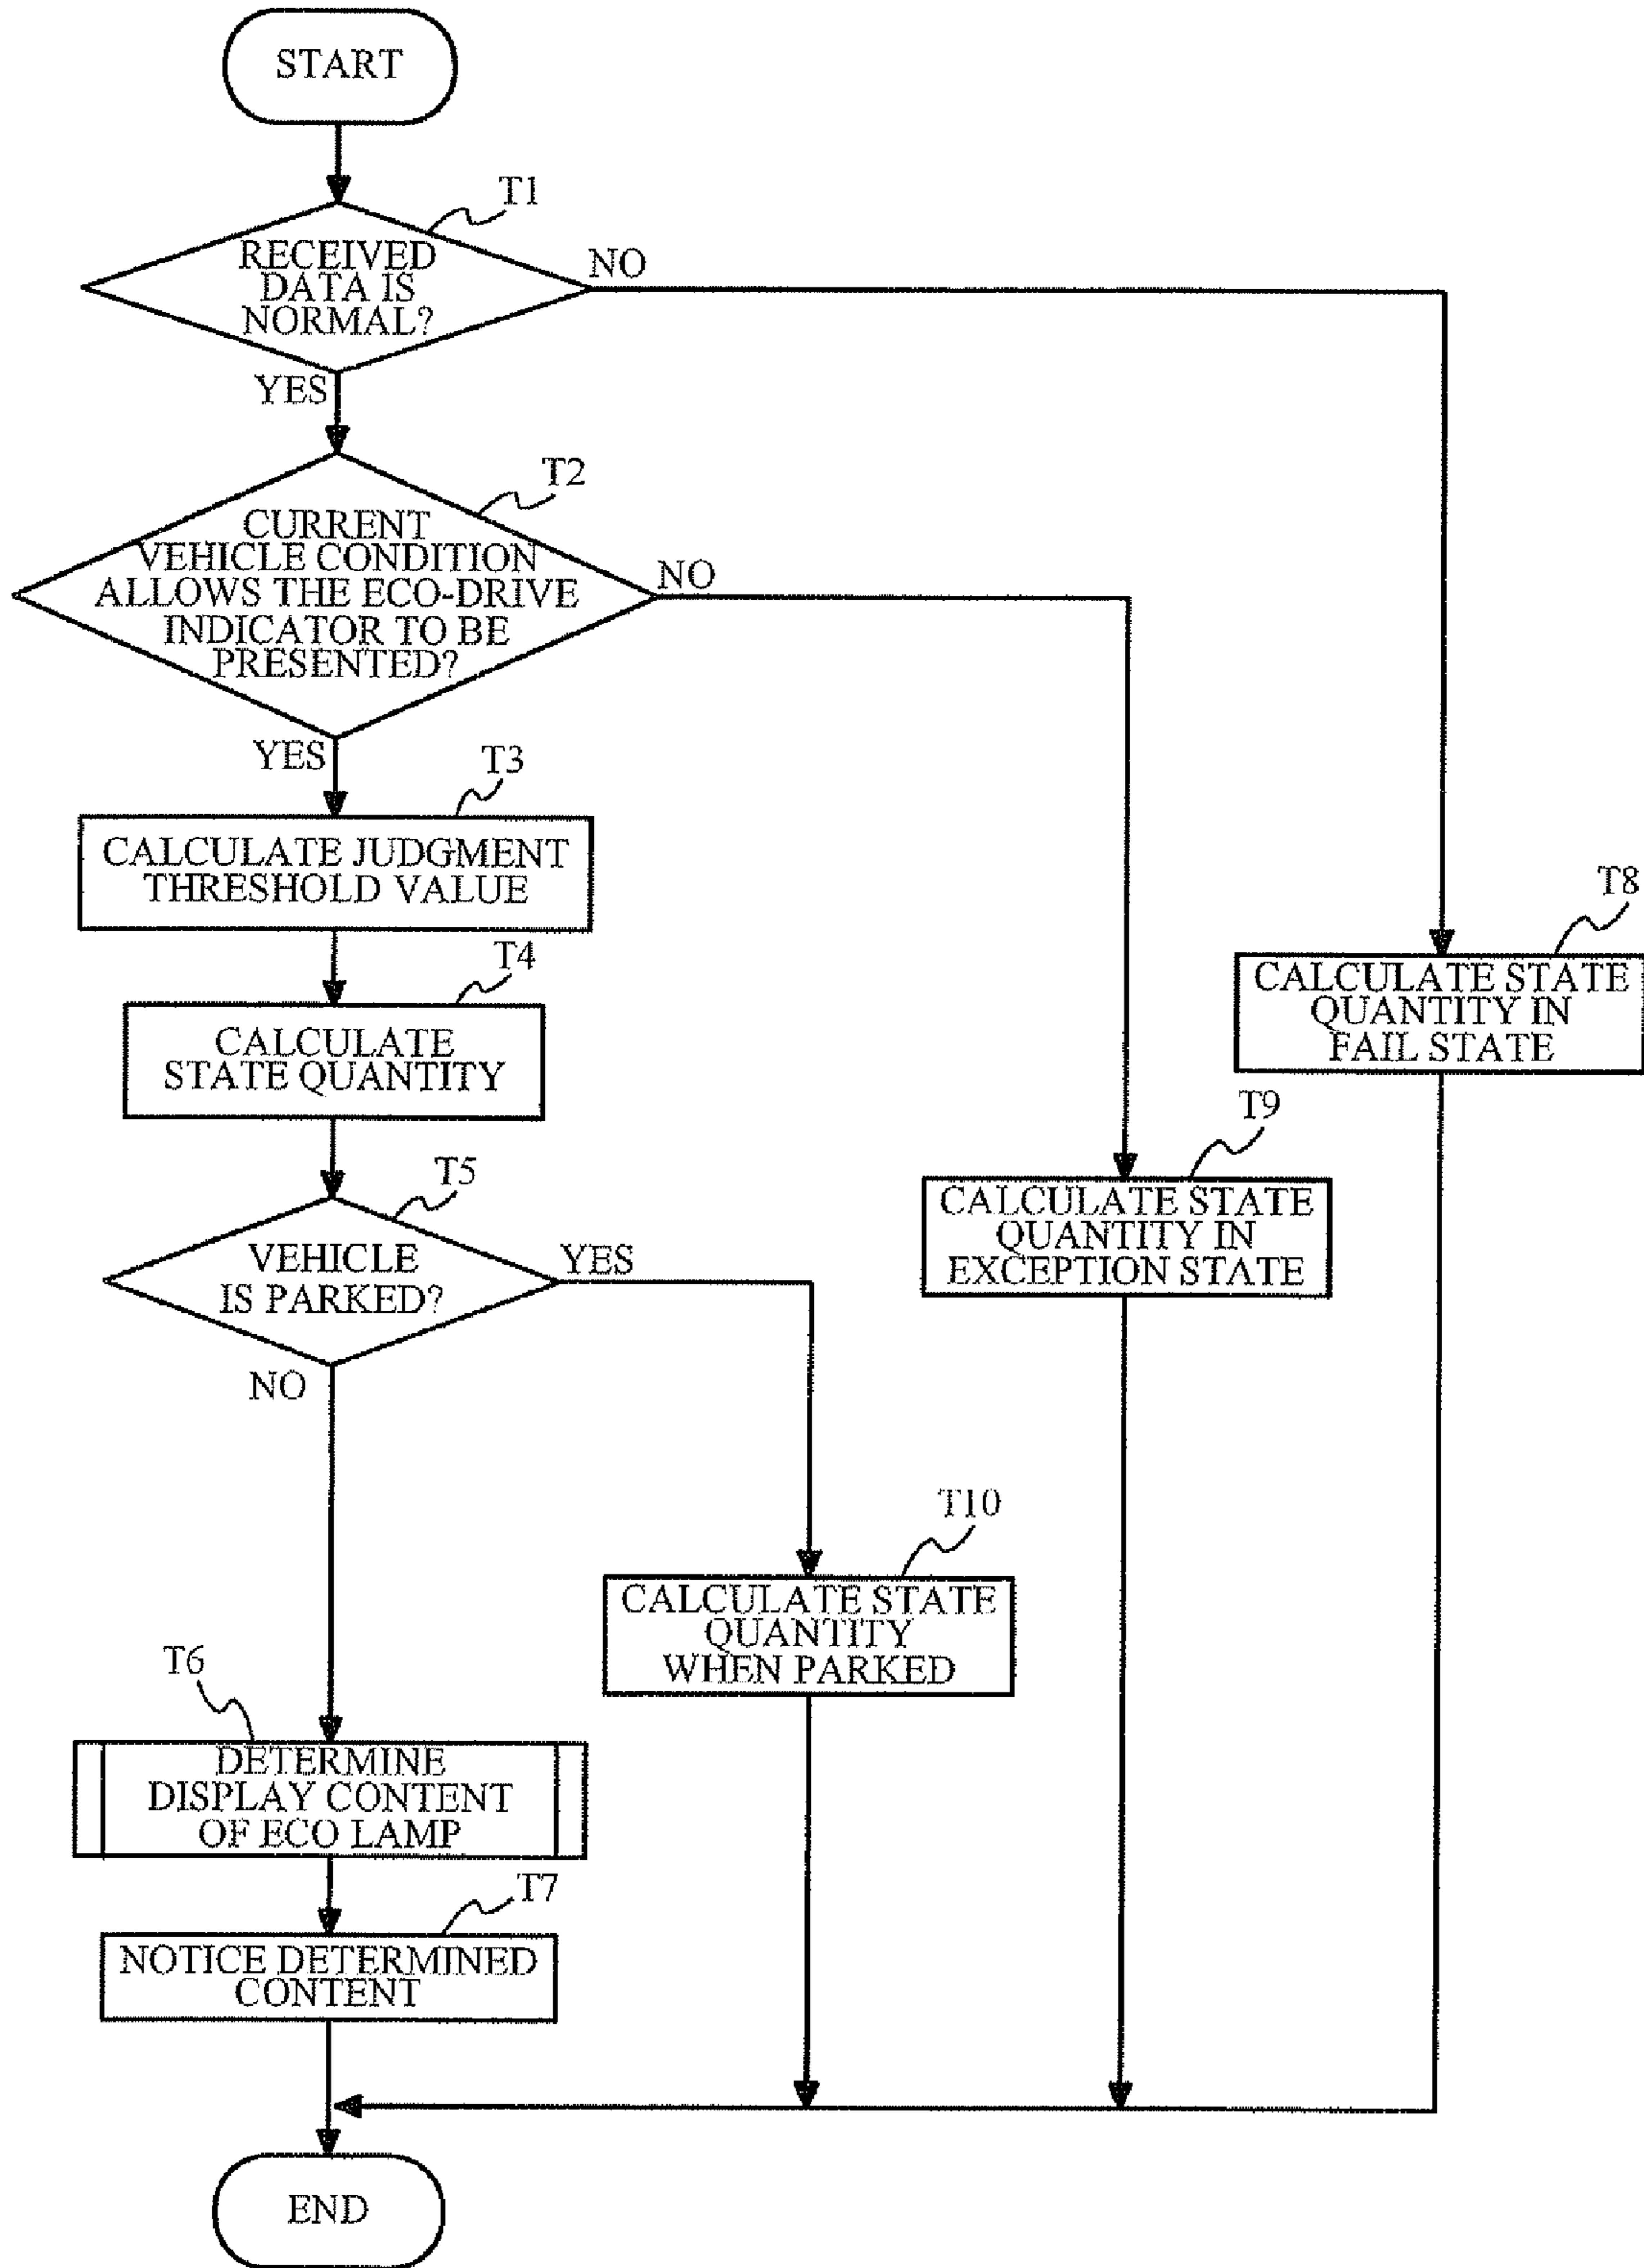 START
T1
RECEIVED
DATA IS
NORMAL?
NO
YES
T2
CURRENT
VEHICLE CONDITION
ALLOWS THE ECO-DRIVE
INDICATOR TO BE
PRESENTED?
NO
YES
T3
CALCULATE JUDGMENT
THRESHOLD VALUE
T8
CALCULATE STATE
QUANTITY IN
FAIL STATE
T4
CALCULATE
STATE QUANTITY
T9
CALCULATE STATE
QUANTITY IN
EXCEPTION STATE
T5
VEHICLE
IS PARKED?
YES
NO
T10
CALCULATE STATE
QUANTITY
WHEN PARKED
T6
DETERMINE
DISPLAY CONTENT
OF ECO LAMP
T7
NOTICE DETERMINED
CONTENT
END